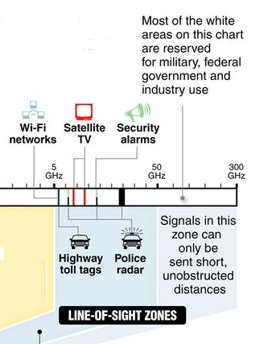 Most of the white
areas on this chart
are reserved
for military, federal
government and
industry use
Wi-Fi
networks
Satellite
TV
Security
alarms
5
GHz
50
GHz
300
GHz
Highway
toll tags
Police
radar
Signals in this
zone can
only be
sent short,
unobstructed
distances
LINE-OF-SIGHT ZONES